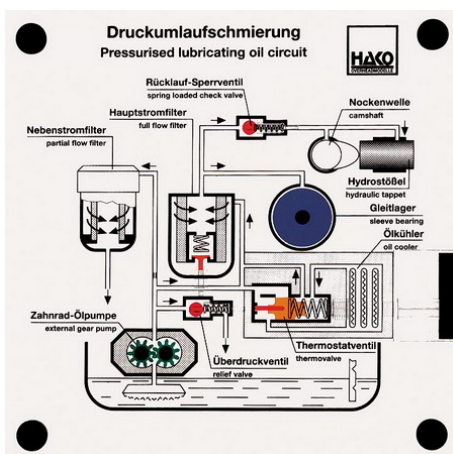 Druckumlaufschmierung
Pressurised lubricating oil circuit
HAKO
Rücklauf-Sperrventil
spring loaded check valve
Nockenwelle
camshaft
Hauptstromfilter
full flow filter
Nebenstromfilter
partial flow filter
Hydrostößel
hydraulic tappet
Gleitlager
sleeve bearing
Ölkühler
oil cooler
Zahnrad-Ölpumpe
external gear pump
Thermostatventil
thermovalve
Überdruckventil
relief valve